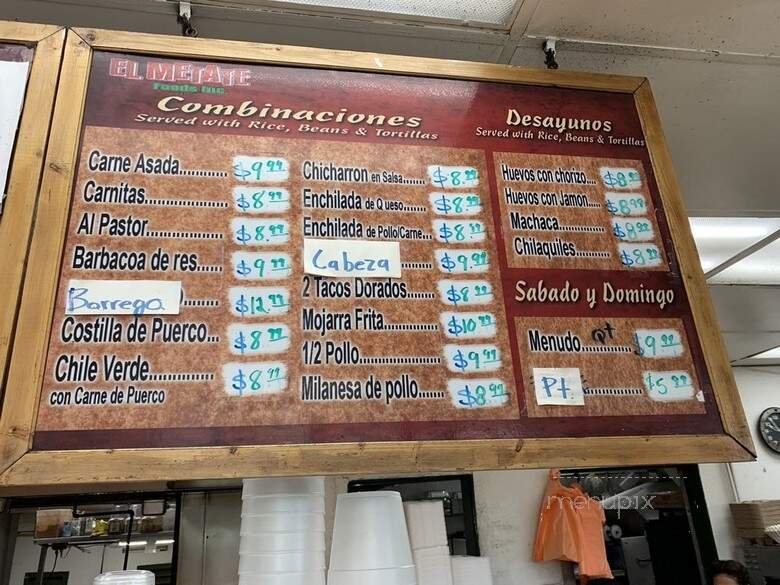 EL METATE
Foods Inc
Combinaciones
Served with Rice, Beans & Tortillas
Carne Asada......... $9.99
Carnitas............... $8.99
Al Pastor.............. $8.99
Barbacoa de res.... $9.99
Borrego ........ $12.99
Costilla de Puerco... $8.99
Chile Verde............ $8.99
con Carne de Puerco
Chicharron en Salsa....... $8.99
Enchilada de Queso....... $8.99
Enchilada de Pollo/Carne... $8.99
Cabeza ........ $9.99
2 Tacos Dorados....... $8.99
Mojarra Frita............ $10.99
1/2 Pollo................. $9.99
Milanesa de pollo...... $8.99
Desayunos
Served with Rice, Beans & Tortillas
Huevos con chorizo.... $8.99
Huevos con Jamon.... $8.99
Machaca............ $8.99
Chilaquiles........ $8.99
Sabado y Domingo
Menudo........ Qt $9.99
Pt. ........ $5.99
menupix